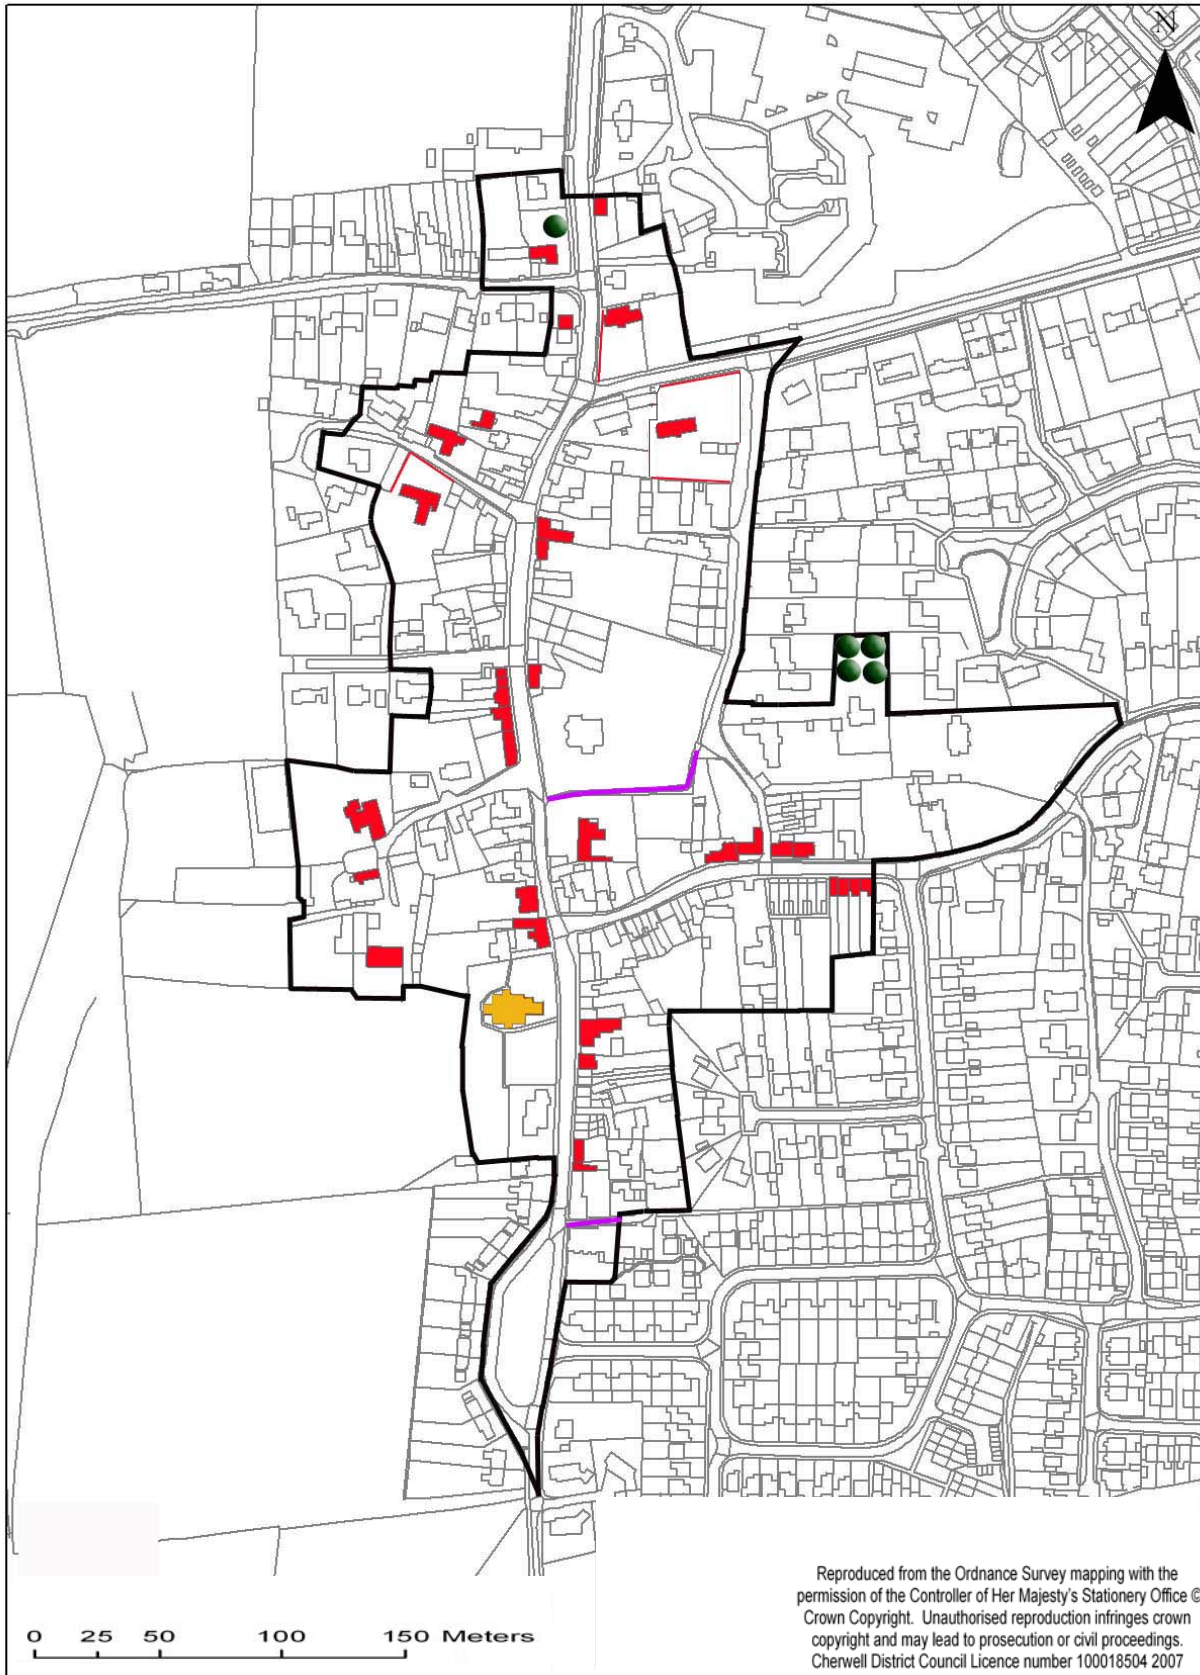 N
Reproduced from the Ordnance Survey mapping with the
permission of the Controller of Her Majesty's Stationery Office ©
Crown Copyright. Unauthorised reproduction infringes crown
copyright and may lead to prosecution or civil proceedings.
Cherwell District Council Licence number 100018504 2007
0 25 50 100 150 Meters